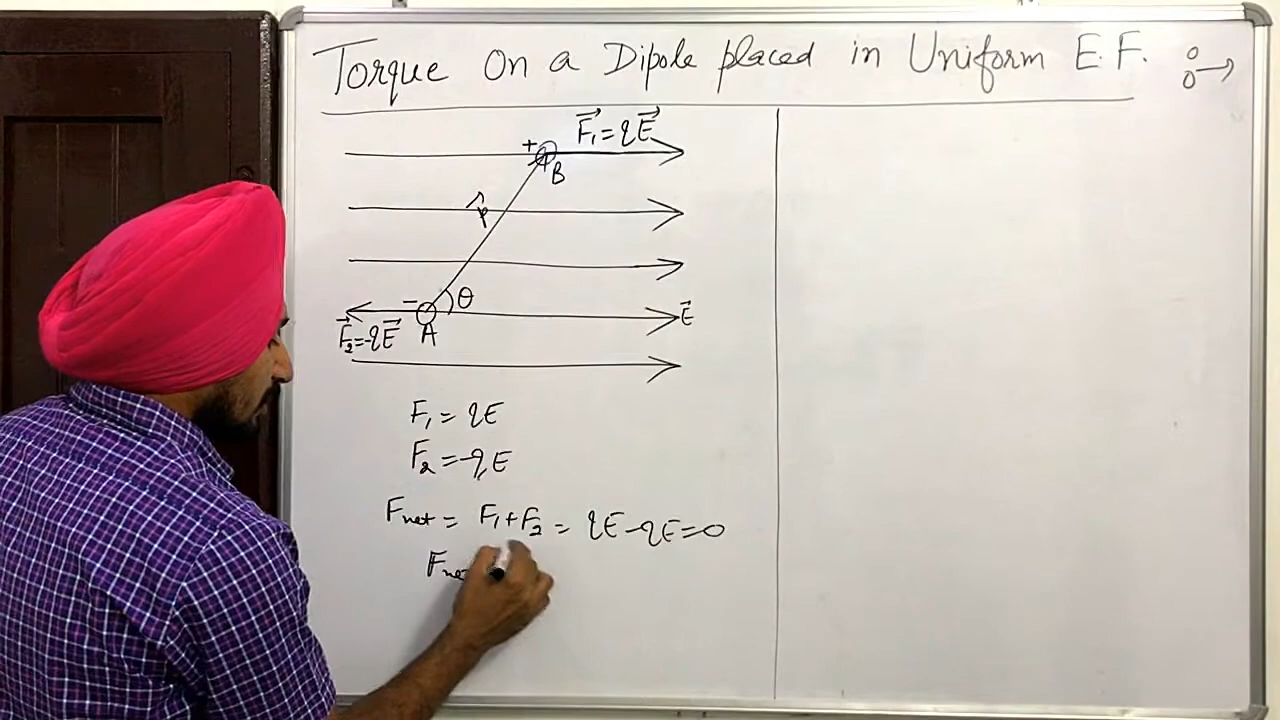 Torque On a Dipole placed in Uniform E.F.
F₁ = qE
+
B
p
θ
-
A
E
F₂ = -qE
F₁ = qE
F₂ = -qE
Fnet = F₁ + F₂ = qE - qE = 0